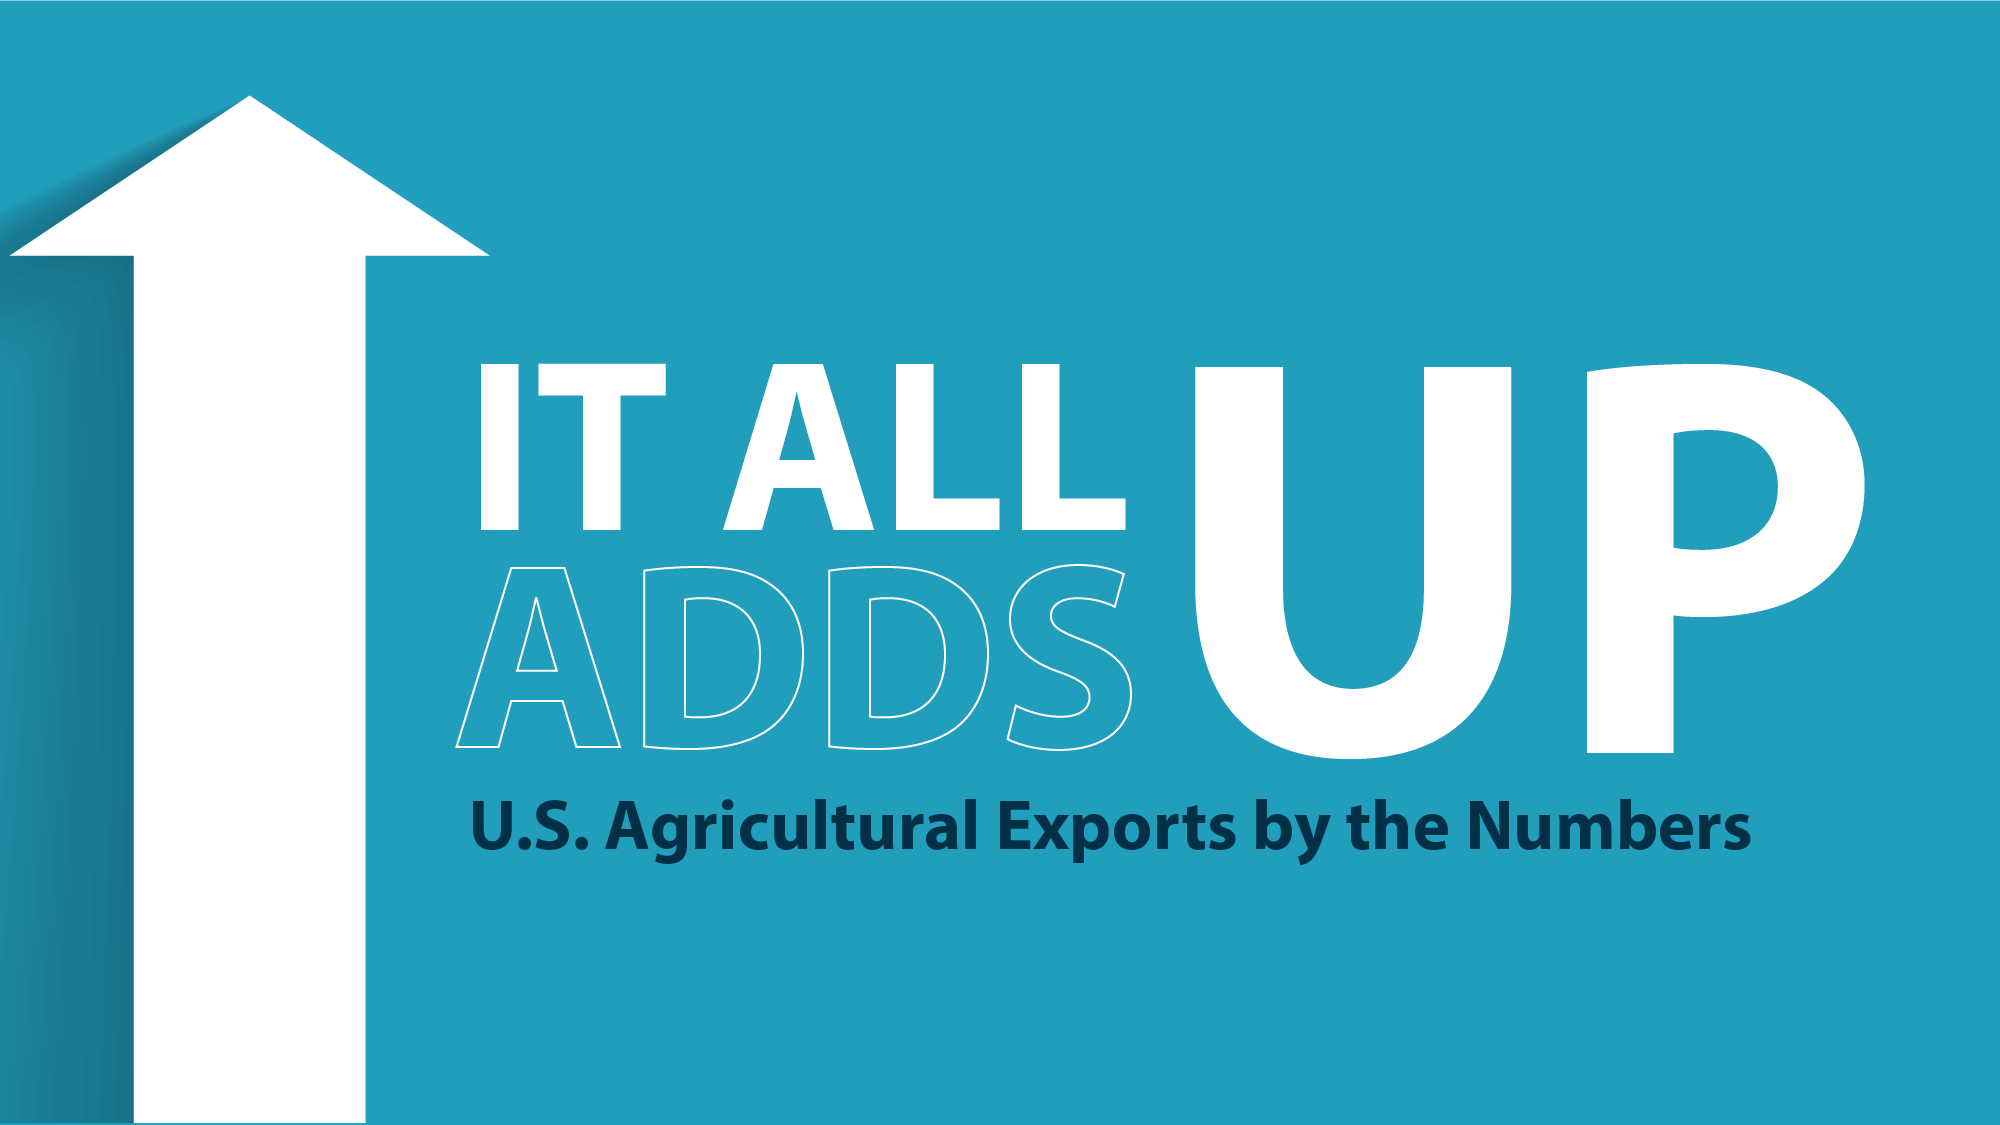 IT ALL
ADDS
UP
U.S. Agricultural Exports by the Numbers